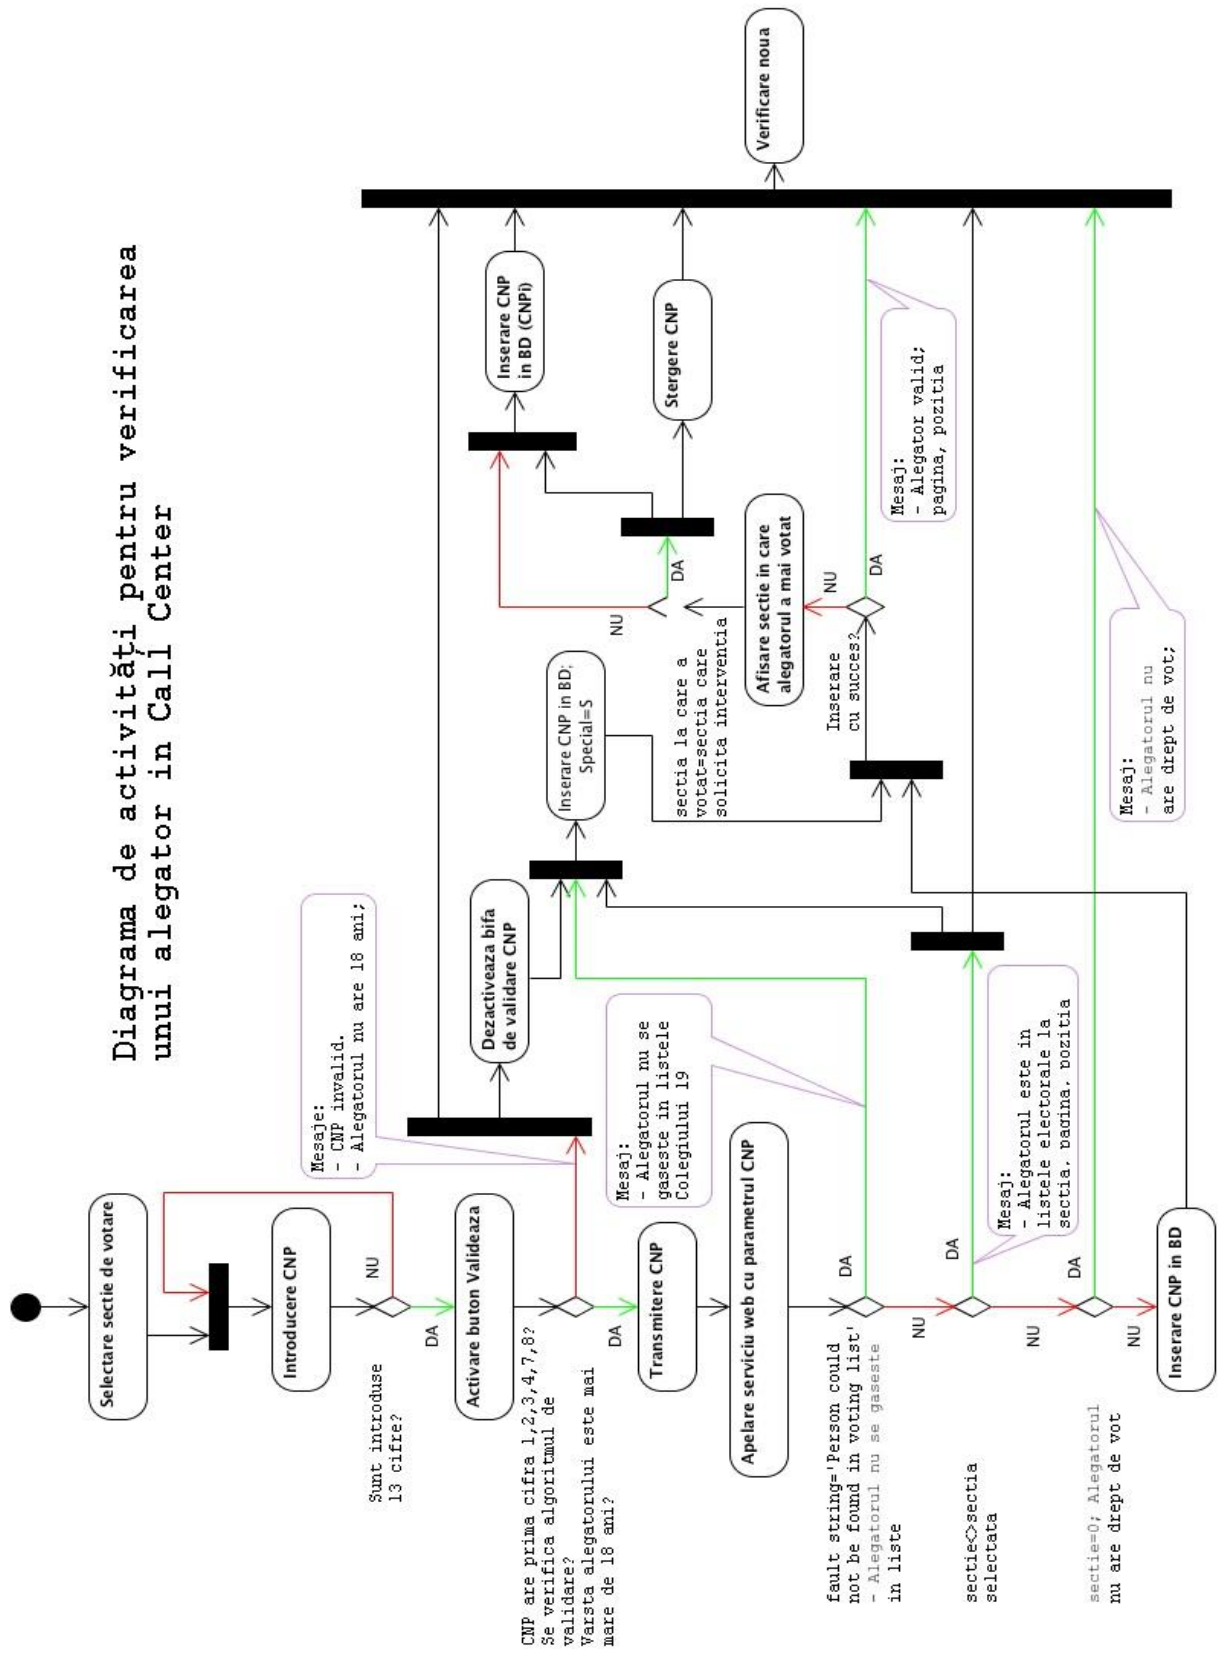 Diagrama de activități pentru verificarea
unui alegator in Call Center
Selectare sectie de votare
Introducere CNP
Sunt introduse
13 cifre?
NU
DA
Activare buton Valideaza
CNP are prima cifra 1,2,3,4,7,8?
Se verifica algoritmul de
validare?
Varsta alegatorului este mai
mare de 18 ani?
DA
Mesaje:
- CNP invalid.
- Alegatorul nu are 18 ani;
Dezactiveaza bifa
de validare CNP
Transmitere CNP
Apelare serviciu web cu parametrul CNP
fault string='Person could
not be found in voting list'
- Alegatorul nu se gaseste
in liste
DA
NU
Mesaj:
- Alegatorul nu se
gaseste in listele
Colegiului 19
sectie<>sectia
selectata
DA
NU
Mesaj:
- Alegatorul este in
listele electorale la
sectia, pagina, pozitia
sectie=0; Alegatorul
nu are drept de vot
DA
NU
Mesaj:
- Alegatorul nu
are drept de vot;
Inserare CNP in BD
Inserare CNP in BD;
Special=S
Inserare
cu succes?
NU
DA
Mesaj:
- Alegator valid;
pagina, pozitia
Afisare sectie in care
alegatorul a mai votat
sectia la care a
votat=sectia care
solicita interventia
NU
DA
Inserare CNP
in BD (CNPi)
Stergere CNP
Verificare noua